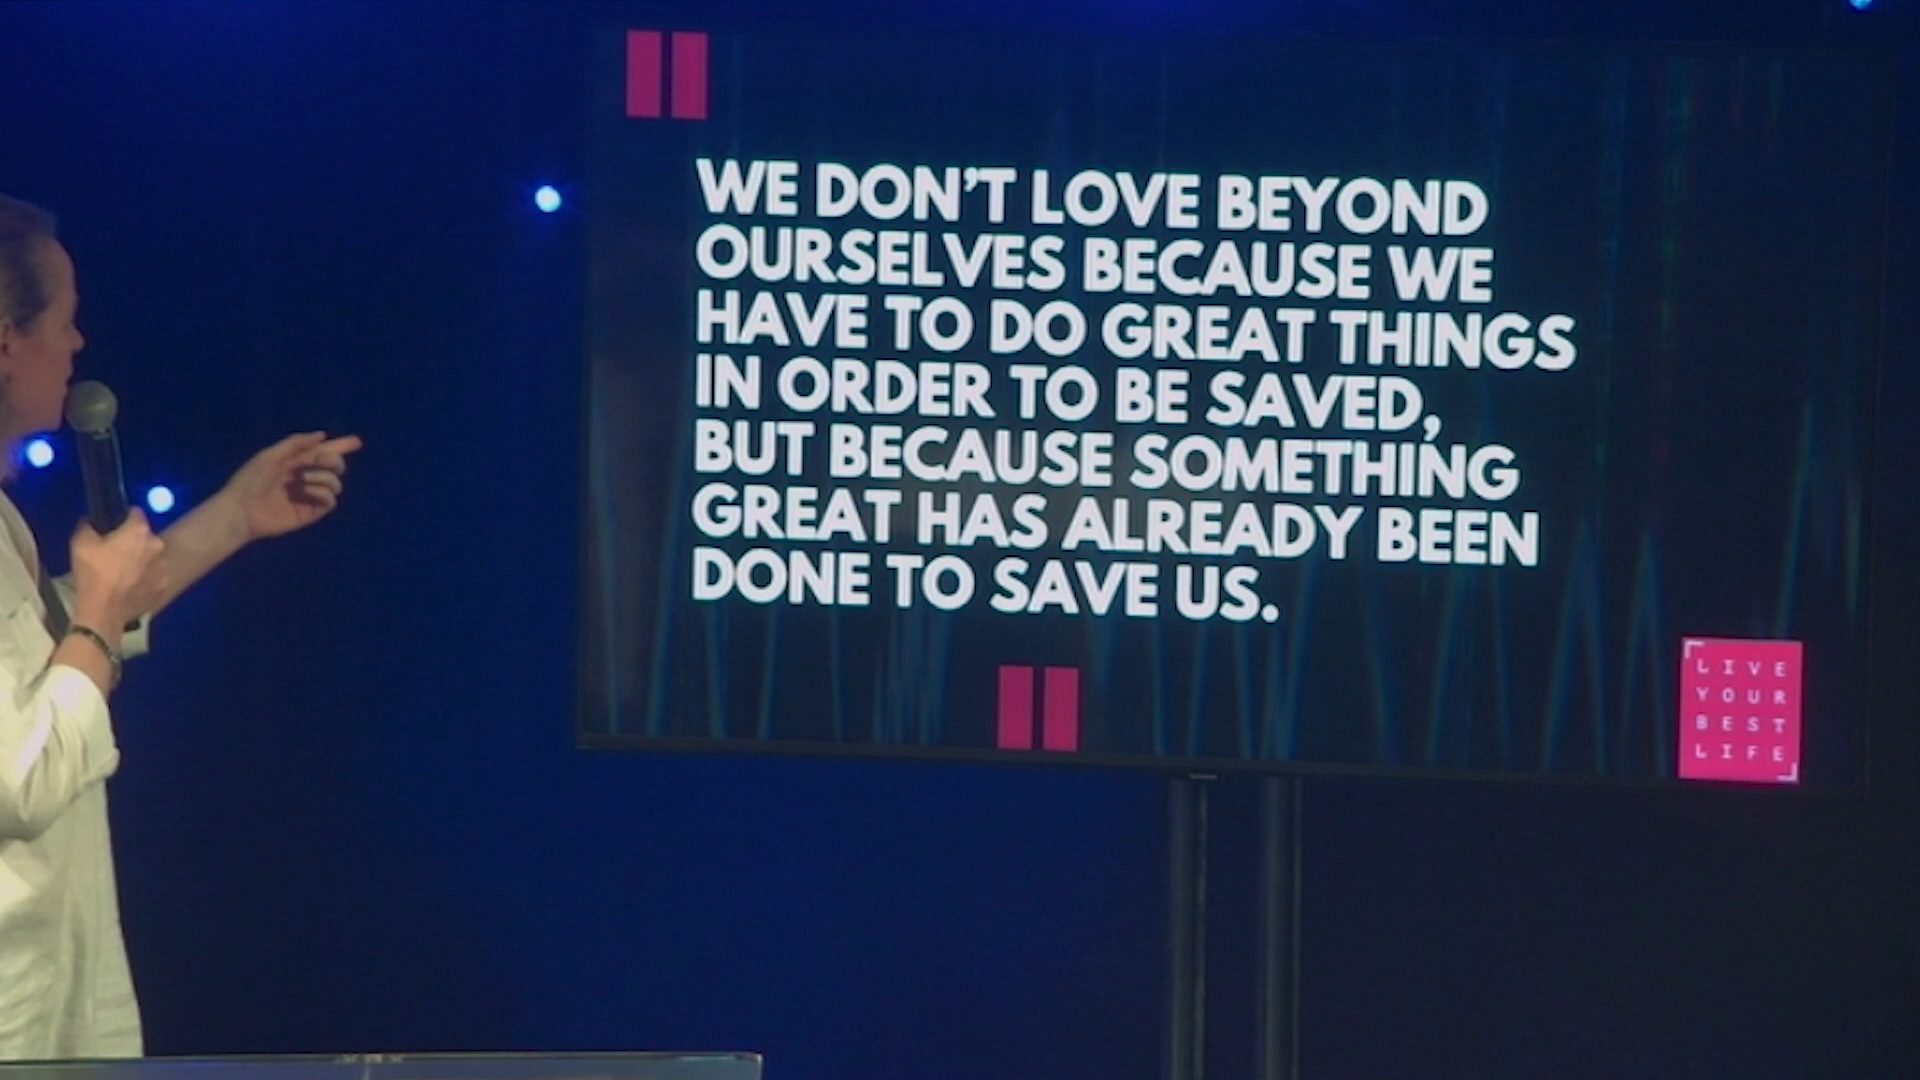 WE DON'T LOVE BEYOND
OURSELVES BECAUSE WE
HAVE TO DO GREAT THINGS
IN ORDER TO BE SAVED,
BUT BECAUSE SOMETHING
GREAT HAS ALREADY BEEN
DONE TO SAVE US.
LIVE
YOUR
BEST
LIFE